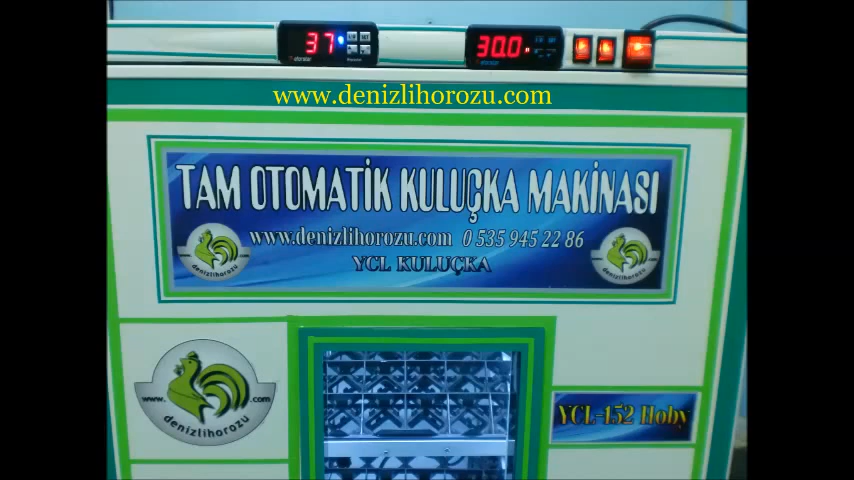 37
30.0
www.denizlihorozu.com
TAM OTOMATİK KULUÇKA MAKİNASI
www.denizlihorozu.com 0 535 945 22 86
YCL KULUÇKA
denizlihorozu
denizlihorozu
www. .com
denizlihorozu
YCL-152 Hoby